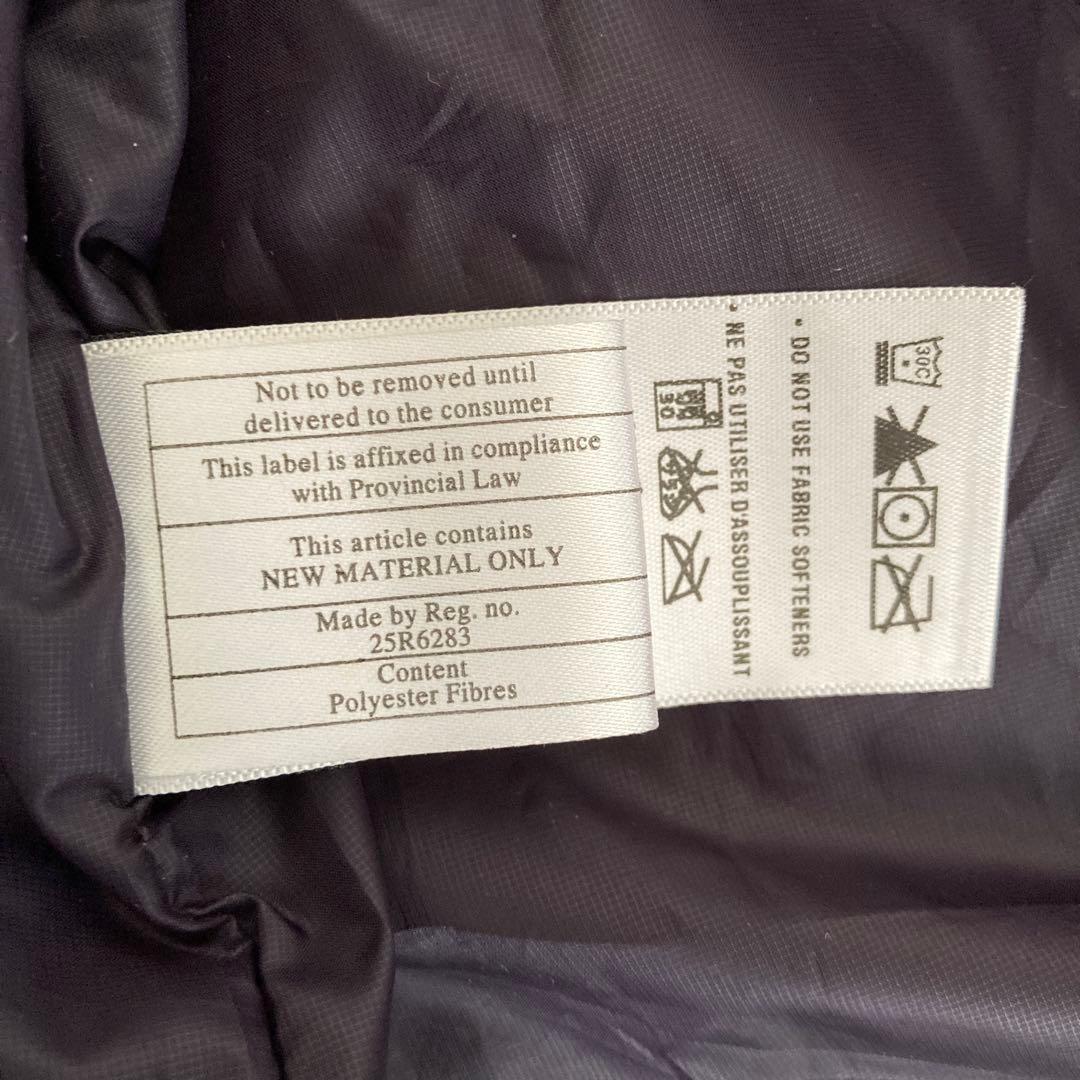 Not to be removed until
delivered to the consumer
This label is affixed in compliance
with Provincial Law
This article contains
NEW MATERIAL ONLY
Made by Reg. no.
25R6283
Content
Polyester Fibres
30C
• DO NOT USE FABRIC SOFTENERS
• NE PAS UTILISER D'ASSOUPLISSANT
30